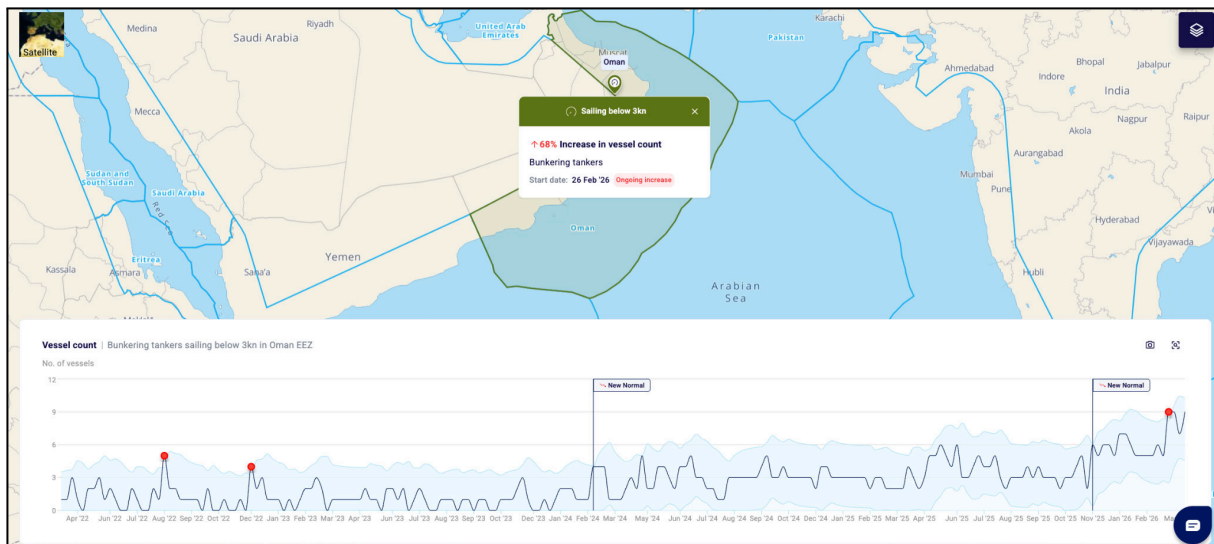 Satellite
Medina
Riyadh
Saudi Arabia
United Arab
Emirates
Muscat
Oman
Karachi
Pakistan
Ahmedabad
Bhopal
Jabalpur
Indore
India
Mecca
Nagpur
Raipur
Akola
Aurangabad
Mumbai
Pune
Sudan and
South Sudan
Saudi Arabia
Red Sea
Hyderabad
Vijayawada
Oman
Eritrea
Yemen
Kassala
Asmara
Sana'a
Hubli
Arabian
Sea
Sailing below 3kn ×
↑68% Increase in vessel count
Bunkering tankers
Start date: 26 Feb '26 Ongoing increase
Vessel count | Bunkering tankers sailing below 3kn in Oman EEZ
No. of vessels
12
New Normal
New Normal
9
6
3
0
Apr '22 Jun '22 Jul '22 Aug '22 Sep '22 Oct '22 Dec '22 Jan '23 Feb '23 Mar '23 Apr '23 Jun '23 Jul '23 Aug '23 Sep '23 Oct '23 Dec '23 Jan '24 Feb '24 Mar '24 May '24 Jun '24 Jul '24 Aug '24 Sep '24 Oct '24 Dec '24 Jan '25 Feb '25 Mar '25 Apr '25 Jun '25 Jul '25 Aug '25 Sep '25 Oct '25 Nov '25 Jan '26 Feb '26